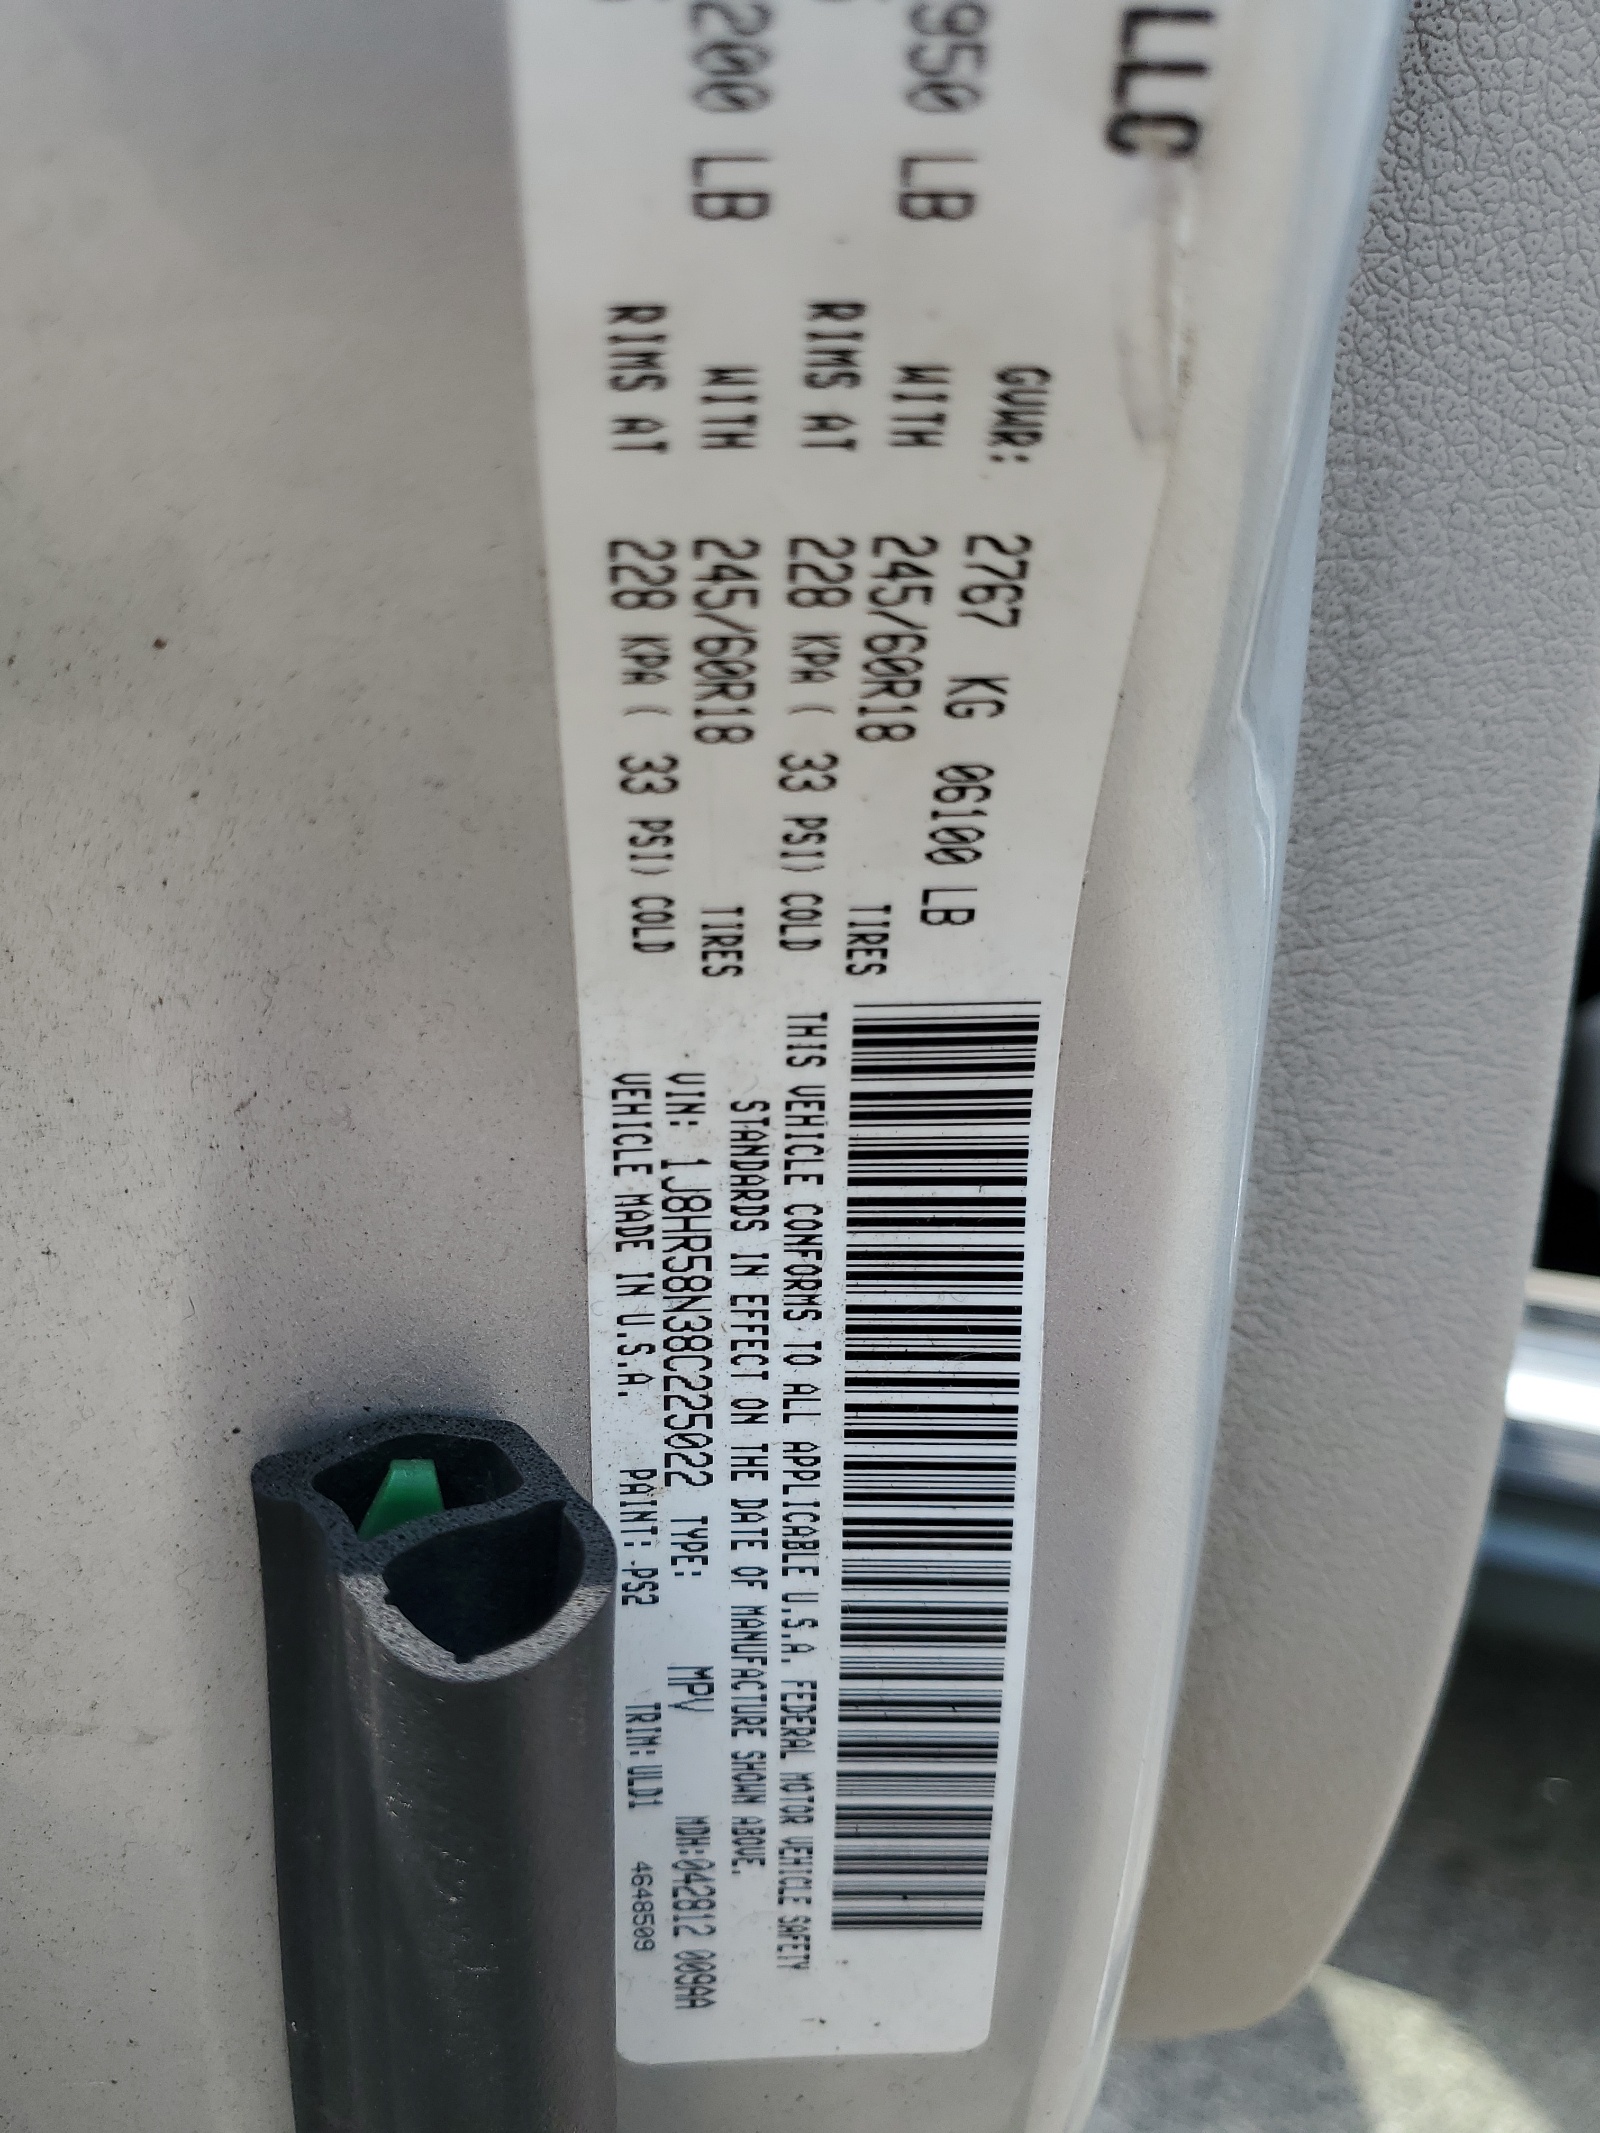 LLC
GVWR: 2767 KG 06100 LB
950 LB WITH 245/60R18 TIRES
RIMS AT 228 KPA ( 33 PSI) COLD
200 LB WITH 245/60R18 TIRES
RIMS AT 228 KPA ( 33 PSI) COLD
THIS VEHICLE CONFORMS TO ALL APPLICABLE U.S.A. FEDERAL MOTOR VEHICLE SAFETY
STANDARDS IN EFFECT ON THE DATE OF MANUFACTURE SHOWN ABOVE.
VIN: 1J8HR58N38C225022 TYPE: MPV MDH:042812 009AA
VEHICLE MADE IN U.S.A. PAINT: PS2 TRIM: ULD1 4648509